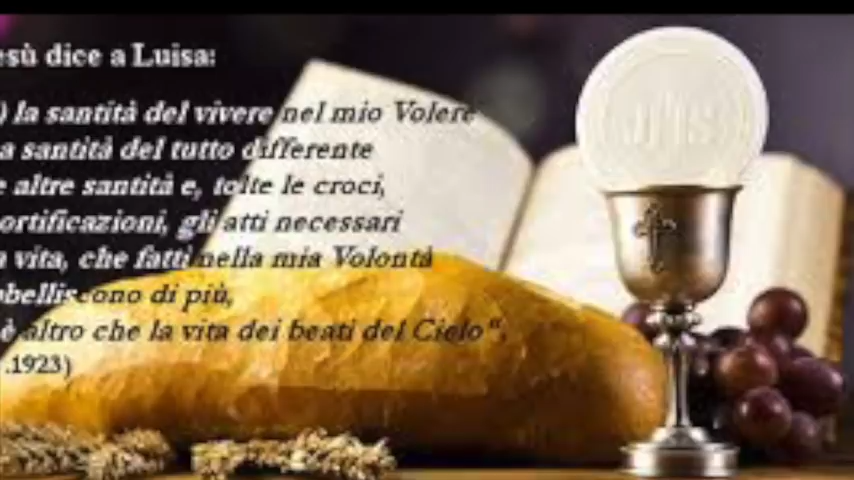 esù dice a Luisa:
) la santità del vivere nel mio Volere
a santità del tutto differente
e altre santità e, tolte le croci,
ortificazioni, gli atti necessari
a vita, che fatti nella mia Volontà
bbelliscono di più,
è altro che la vita dei beati del Cielo",
.1923)